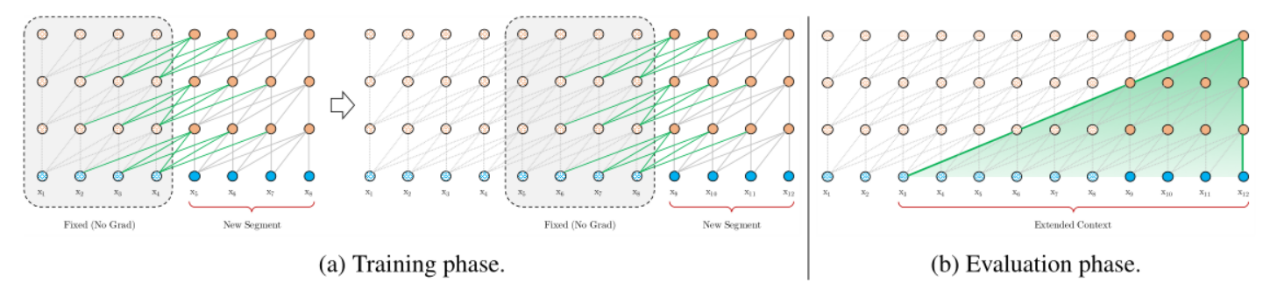 x₁ x₂ x₃ x₄ x₅ x₆ x₇ x₈
Fixed (No Grad) New Segment
x₁ x₂ x₃ x₄ x₅ x₆ x₇ x₈ x₉ x₁₀ x₁₁ x₁₂
Fixed (No Grad) New Segment
(a) Training phase.
x₁ x₂ x₃ x₄ x₅ x₆ x₇ x₈ x₉ x₁₀ x₁₁ x₁₂
Extended Context
(b) Evaluation phase.